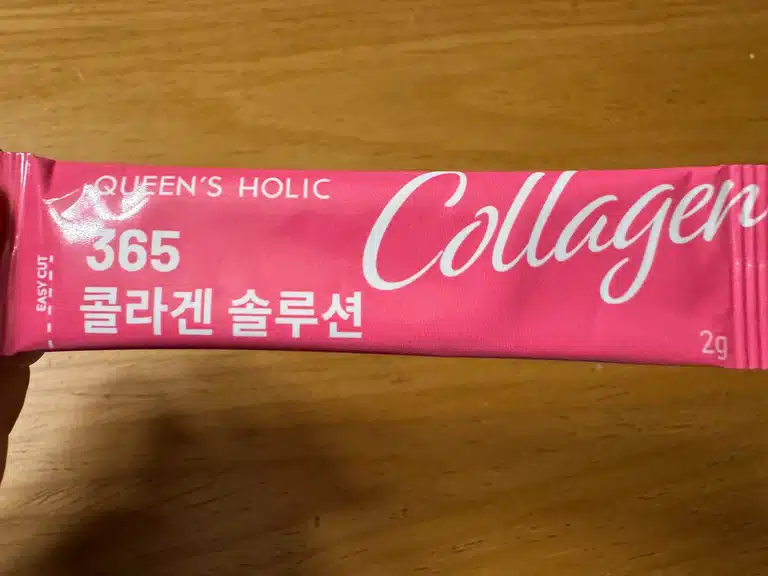 QUEEN'S HOLIC
Collagen
365
콜라겐 솔루션
EASY CUT
2g